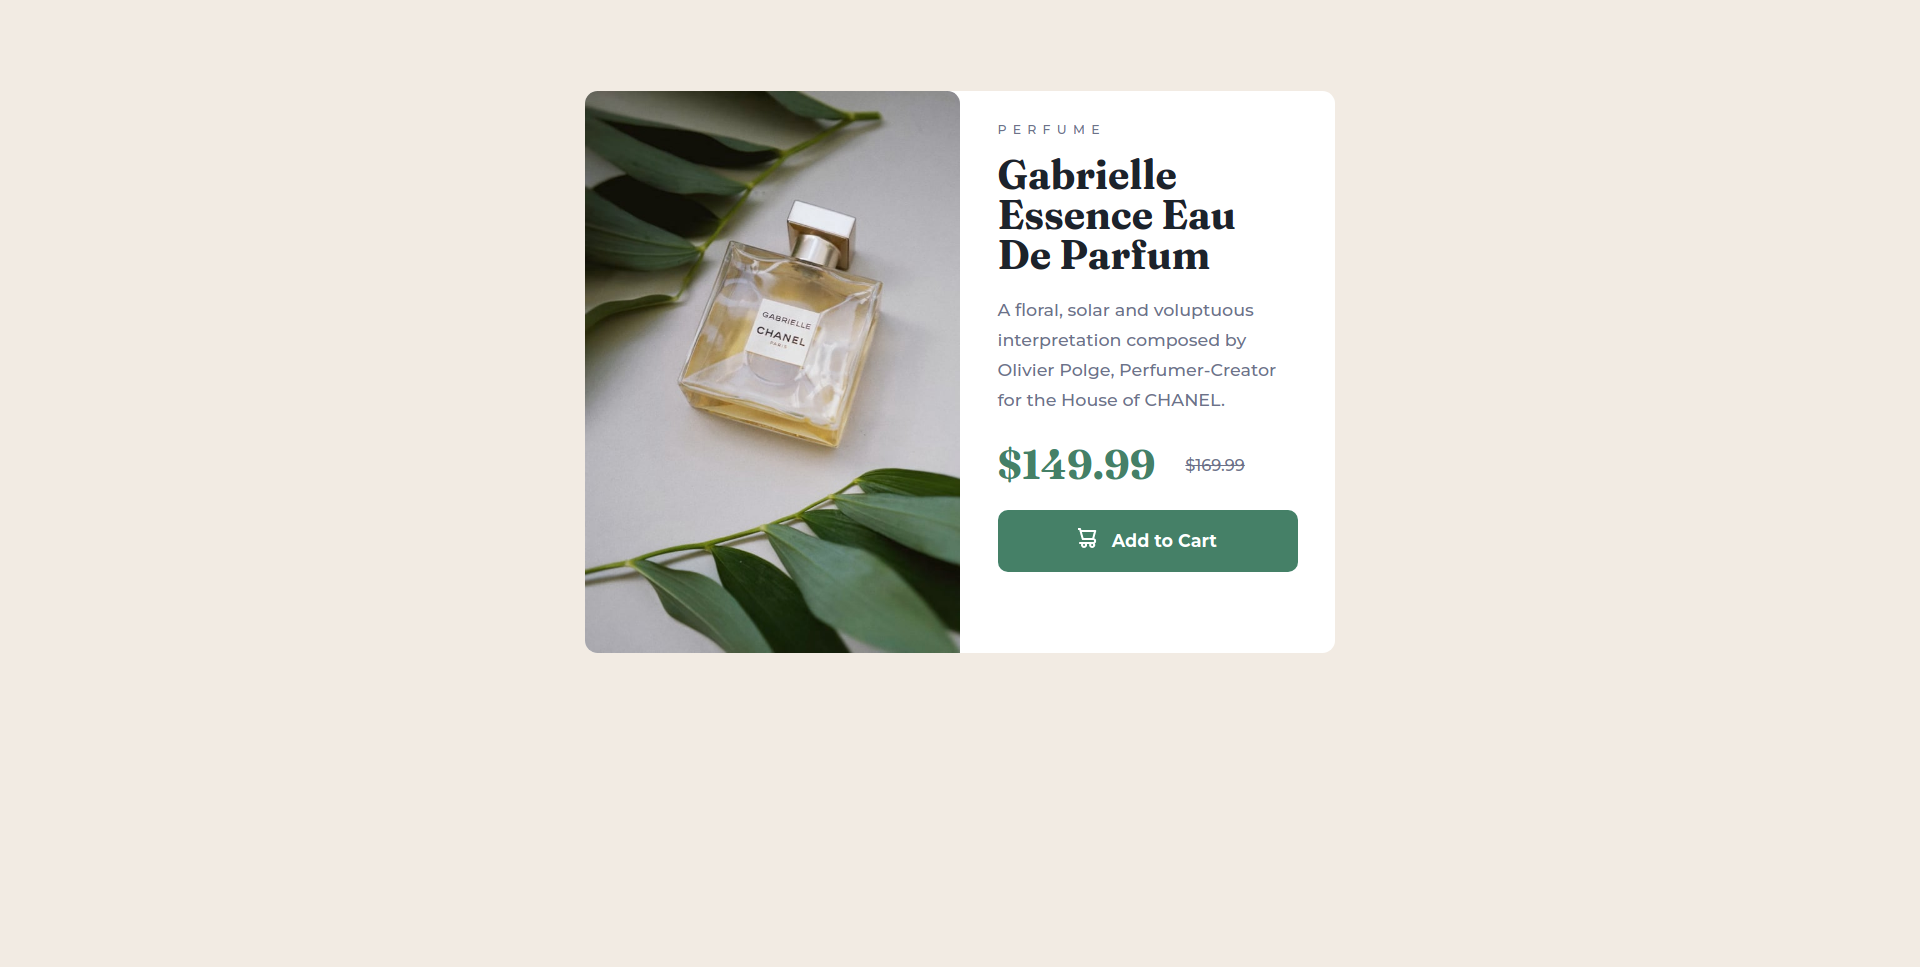 GABRIELLE
CHANEL
PARIS
PERFUME
Gabrielle
Essence Eau
De Parfum
A floral, solar and voluptuous
interpretation composed by
Olivier Polge, Perfumer-Creator
for the House of CHANEL.
$149.99 $169.99
Add to Cart